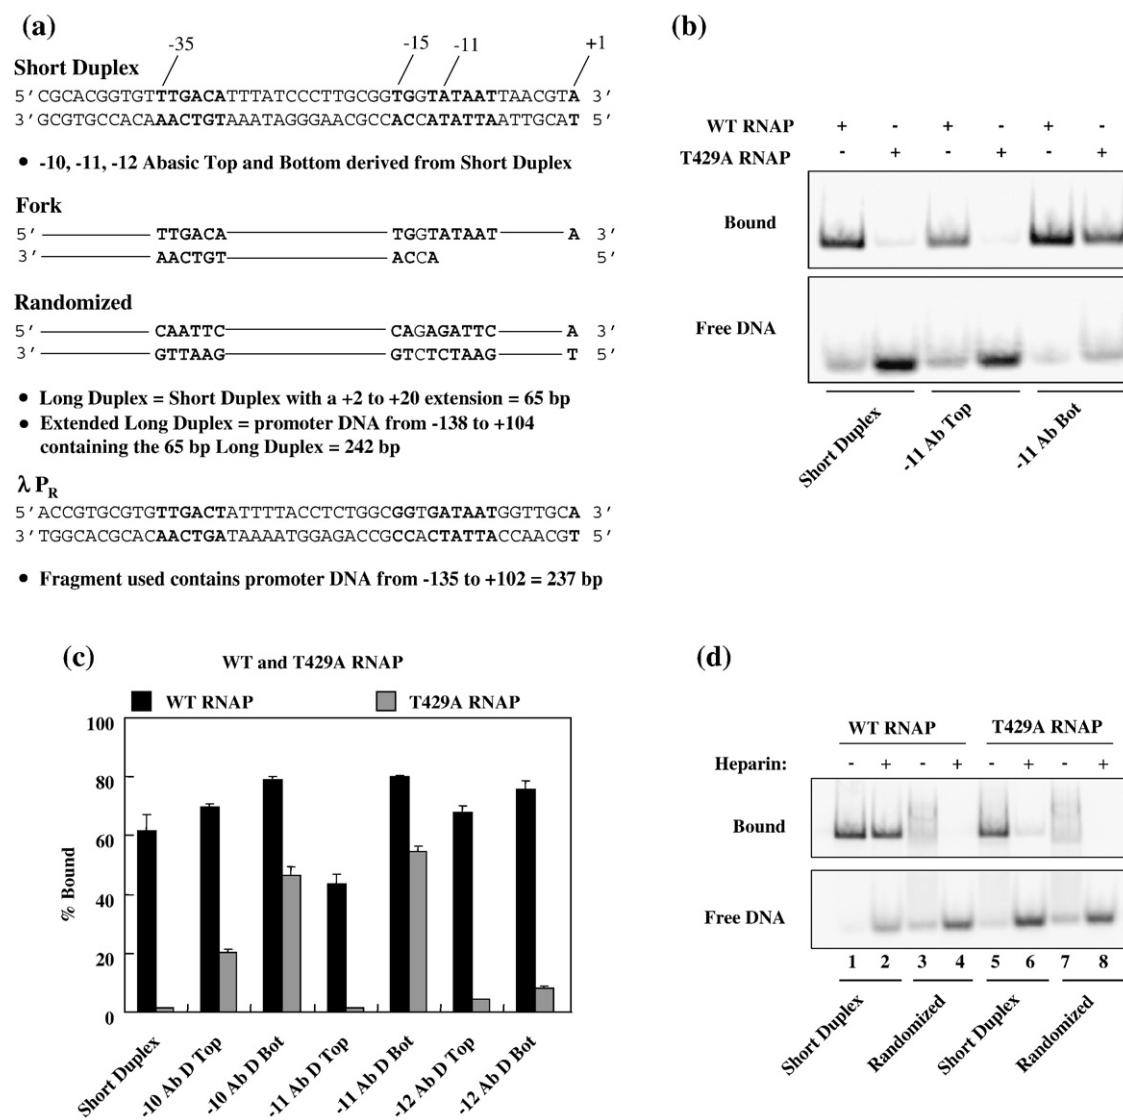 (a)
-35 -15 -11 +1
Short Duplex
5′CGCACGGTGTTTGACATTTATCCCTTGCGGTGGTATAATTAACGTA 3′
3′GCGTGCCACAAACTGTAAATAGGGAACGCCACCATATTAATTGCAT 5′
• -10, -11, -12 Abasic Top and Bottom derived from Short Duplex
Fork
5′ TTGACA TGGTATAAT A 3′
3′ AACTGT ACCA 5′
Randomized
5′ CAATTC CAGAGATTC A 3′
3′ GTTAAG GTCTCTAAG T 5′
• Long Duplex = Short Duplex with a +2 to +20 extension = 65 bp
• Extended Long Duplex = promoter DNA from -138 to +104
containing the 65 bp Long Duplex = 242 bp
λ PR
5′ACCGTGCGTGTTGACTATTTTACCTCTGGCGGTGATAATGGTTGCA 3′
3′TGGCACGCACAACTGATAAAATGGAGACCGCCACTATTACCAACGT 5′
• Fragment used contains promoter DNA from -135 to +102 = 237 bp
(b)
WT RNAP + - + - + -
T429A RNAP - + - + - +
Bound
Free DNA
Short Duplex
-11 Ab Top
-11 Ab Bot
(c)
WT and T429A RNAP
WT RNAP T429A RNAP
% Bound
100
80
60
40
20
0
Short Duplex
-10 Ab D Top
-10 Ab D Bot
-11 Ab D Top
-11 Ab D Bot
-12 Ab D Top
-12 Ab D Bot
(d)
WT RNAP T429A RNAP
Heparin: - + - + - + - +
Bound
Free DNA
1 2 3 4 5 6 7 8
Short Duplex
Randomized
Short Duplex
Randomized